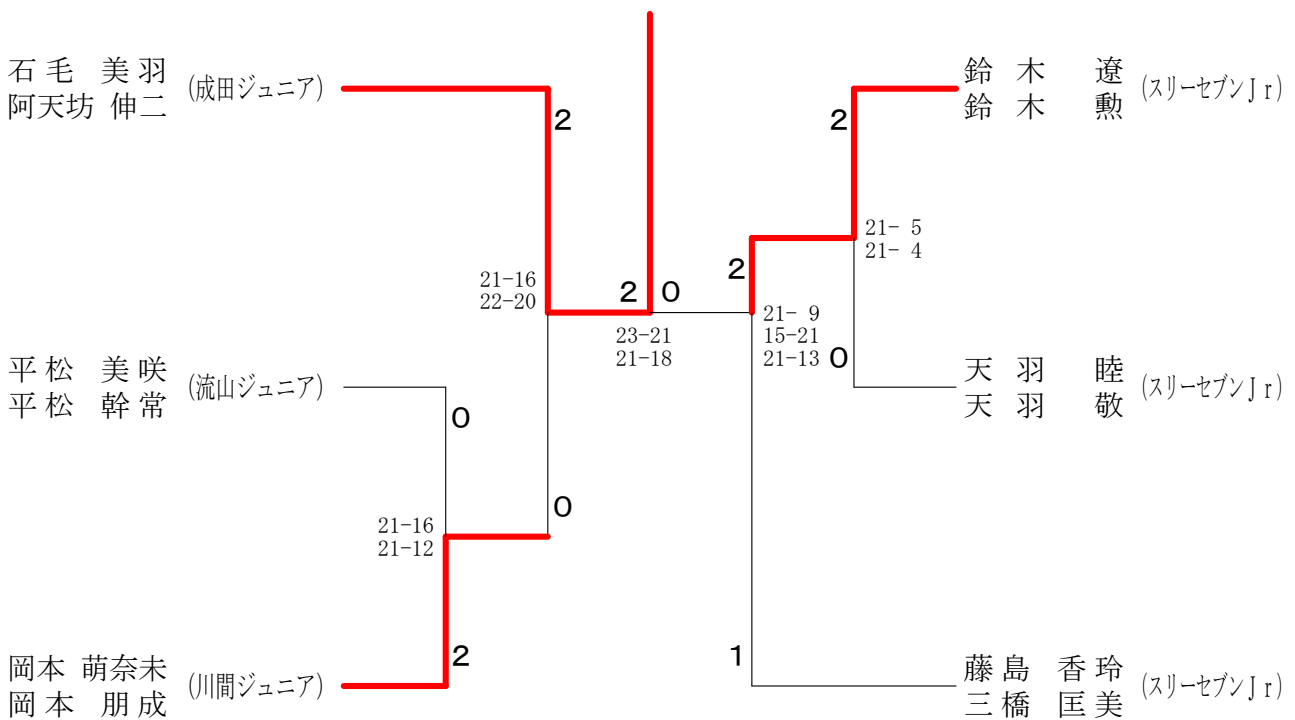 石毛 美羽
阿天坊 伸二
(成田ジュニア)
2
鈴木 遼
鈴木 勲
(スリーセブンJr)
2
21- 5
21- 4
21-16
22-20
2
0
2
23-21
21-18
21- 9
15-21
21-13
0
平松 美咲
平松 幹常
(流山ジュニア)
0
天羽 睦
天羽 敬
(スリーセブンJr)
0
21-16
21-12
2
1
岡本 萌奈未
岡本 朋成
(川間ジュニア)
藤島 香玲
三橋 匡美
(スリーセブンJr)